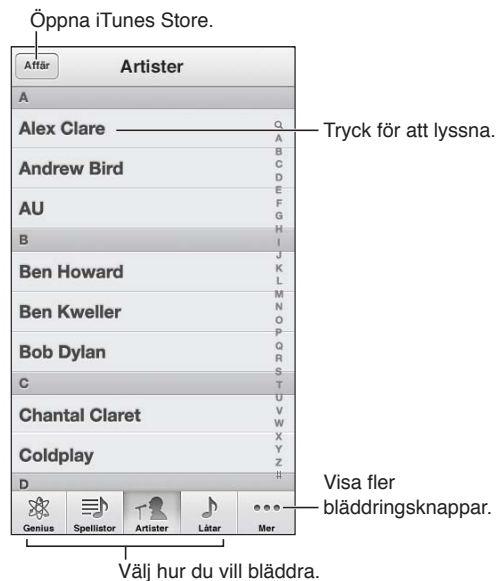 Öppna iTunes Store.
Affär
Artister
A
Alex Clare
Tryck för att lyssna.
Andrew Bird
AU
B
Ben Howard
Ben Kweller
Bob Dylan
C
Chantal Claret
Coldplay
D
A
B
C
D
E
F
G
H
I
J
K
L
M
N
O
P
Q
R
S
T
U
V
W
X
Y
Z
#
Visa fler
bläddringsknappar.
Genius Spellistor Artister Låtar Mer
Välj hur du vill bläddra.